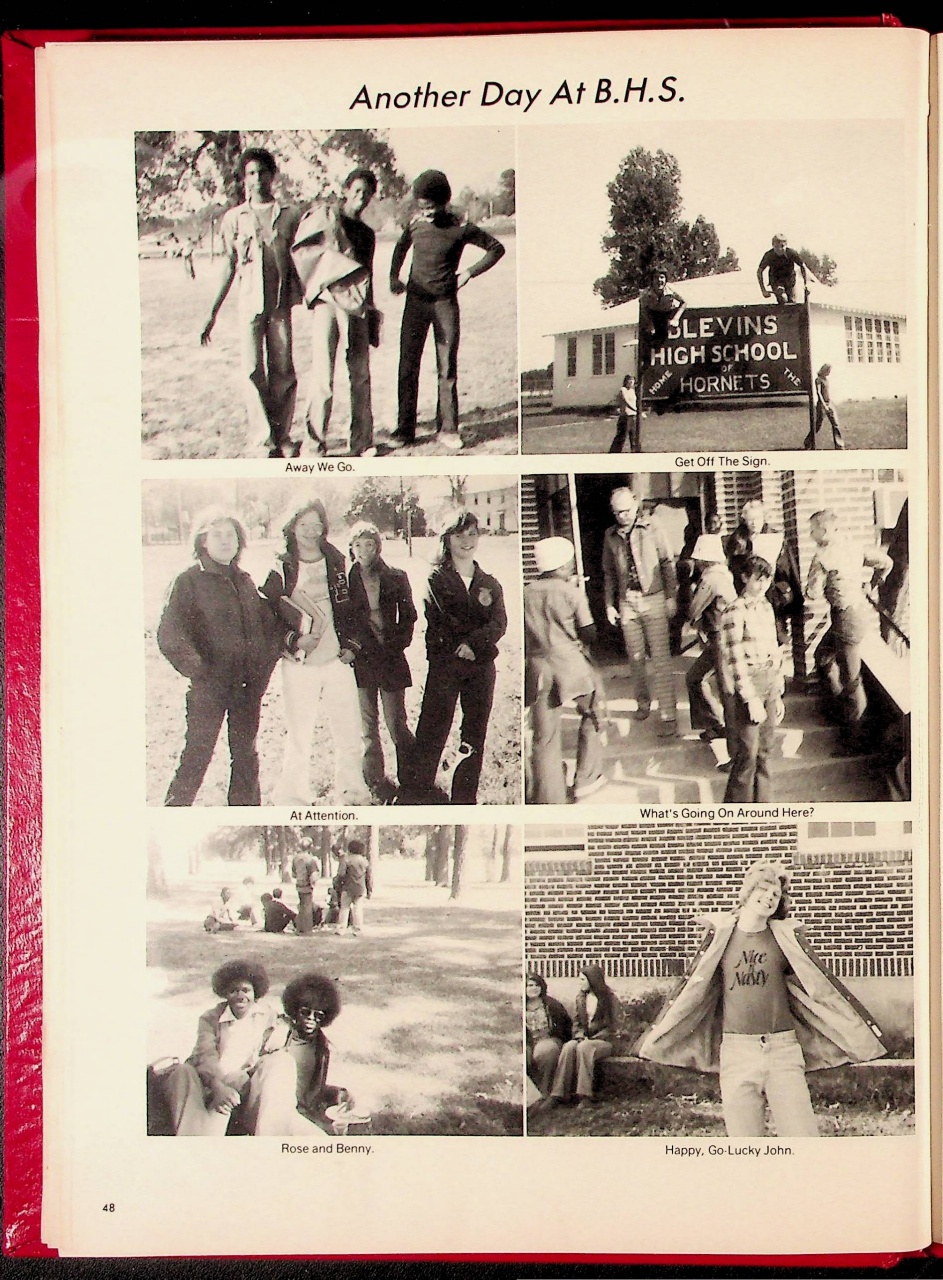 Another Day At B.H.S.
BLEVINS
HIGH SCHOOL
HOME OF THE
HORNETS
Away We Go.
Get Off The Sign.
At Attention.
What's Going On Around Here?
Nice
&
Nasty
Rose and Benny.
Happy, Go-Lucky John.
48